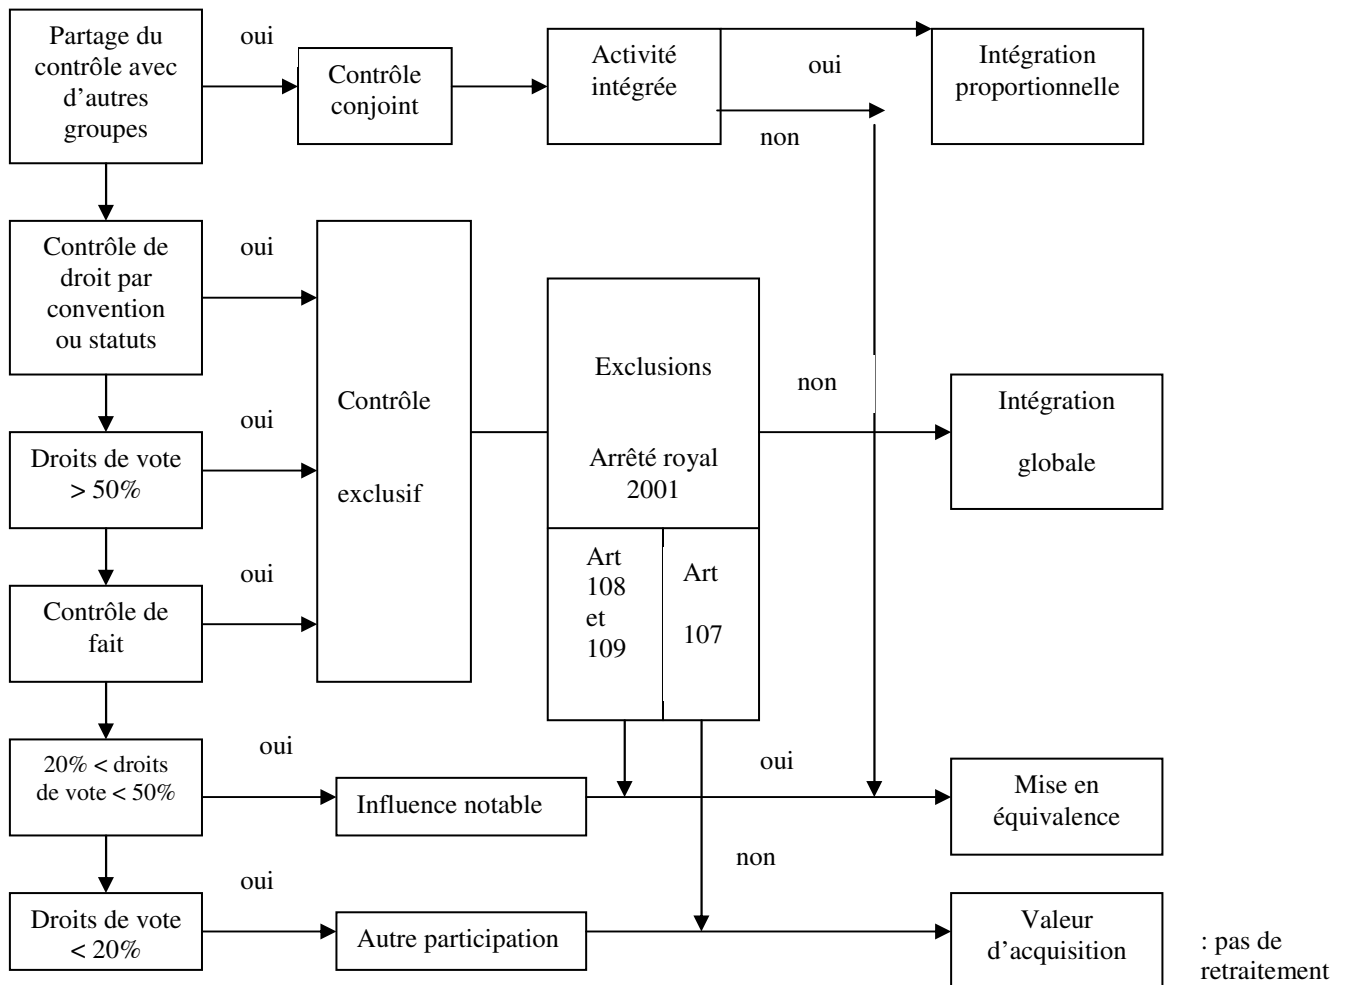 Partage du
contrôle avec
d'autres
groupes
oui
Contrôle
conjoint
Activité
intégrée
oui
non
Intégration
proportionnelle
Contrôle de
droit par
convention
ou statuts
oui
Droits de vote
> 50%
oui
Contrôle de
fait
oui
Contrôle
exclusif
Exclusions
Arrêté royal
2001
Art
108
et
109
Art
107
non
Intégration
globale
20% < droits
de vote < 50%
oui
Influence notable
oui
Mise en
équivalence
Droits de vote
< 20%
oui
Autre participation
non
Valeur
d'acquisition
: pas de
retraitement